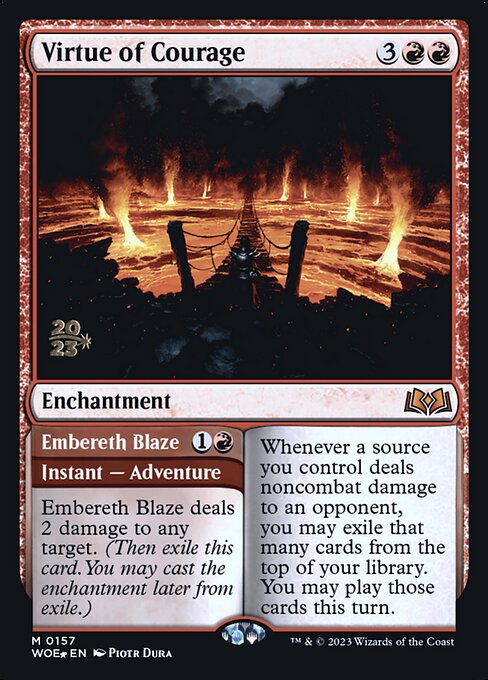 Virtue of Courage 3
20
23
Enchantment
Embereth Blaze 1
Instant — Adventure
Embereth Blaze deals
2 damage to any
target. (Then exile this
card. You may cast the
enchantment later from
exile.)
Whenever a source
you control deals
noncombat damage
to an opponent,
you may exile that
many cards from the
top of your library.
You may play those
cards this turn.
M 0157
WOE★EN Piotr Dura
™ & © 2023 Wizards of the Coast